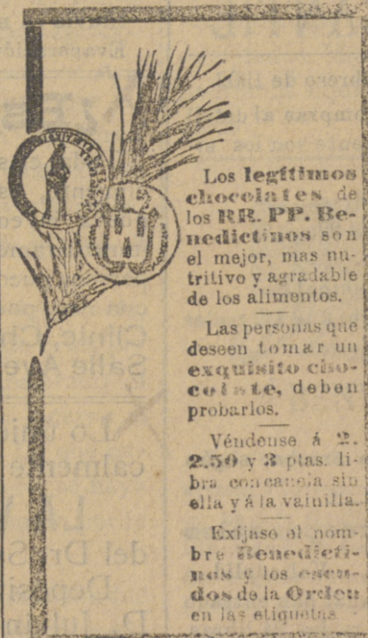 Los legítimos
chocolates de
los RR. PP. Be-
nedictinos son
el mejor, mas nu-
tritivo y agradable
de los alimentos.
Las personas que
deseen tomar un
exquisito cho-
colate, deben
probarlos.
Véndense á 2.
2.50 y 3 ptas. li-
bra con canela sin
ella y á la vainilla.
Exíjase el nom-
bre Benedicti-
nos y los escu-
dos de la Orden
en las etiquetas